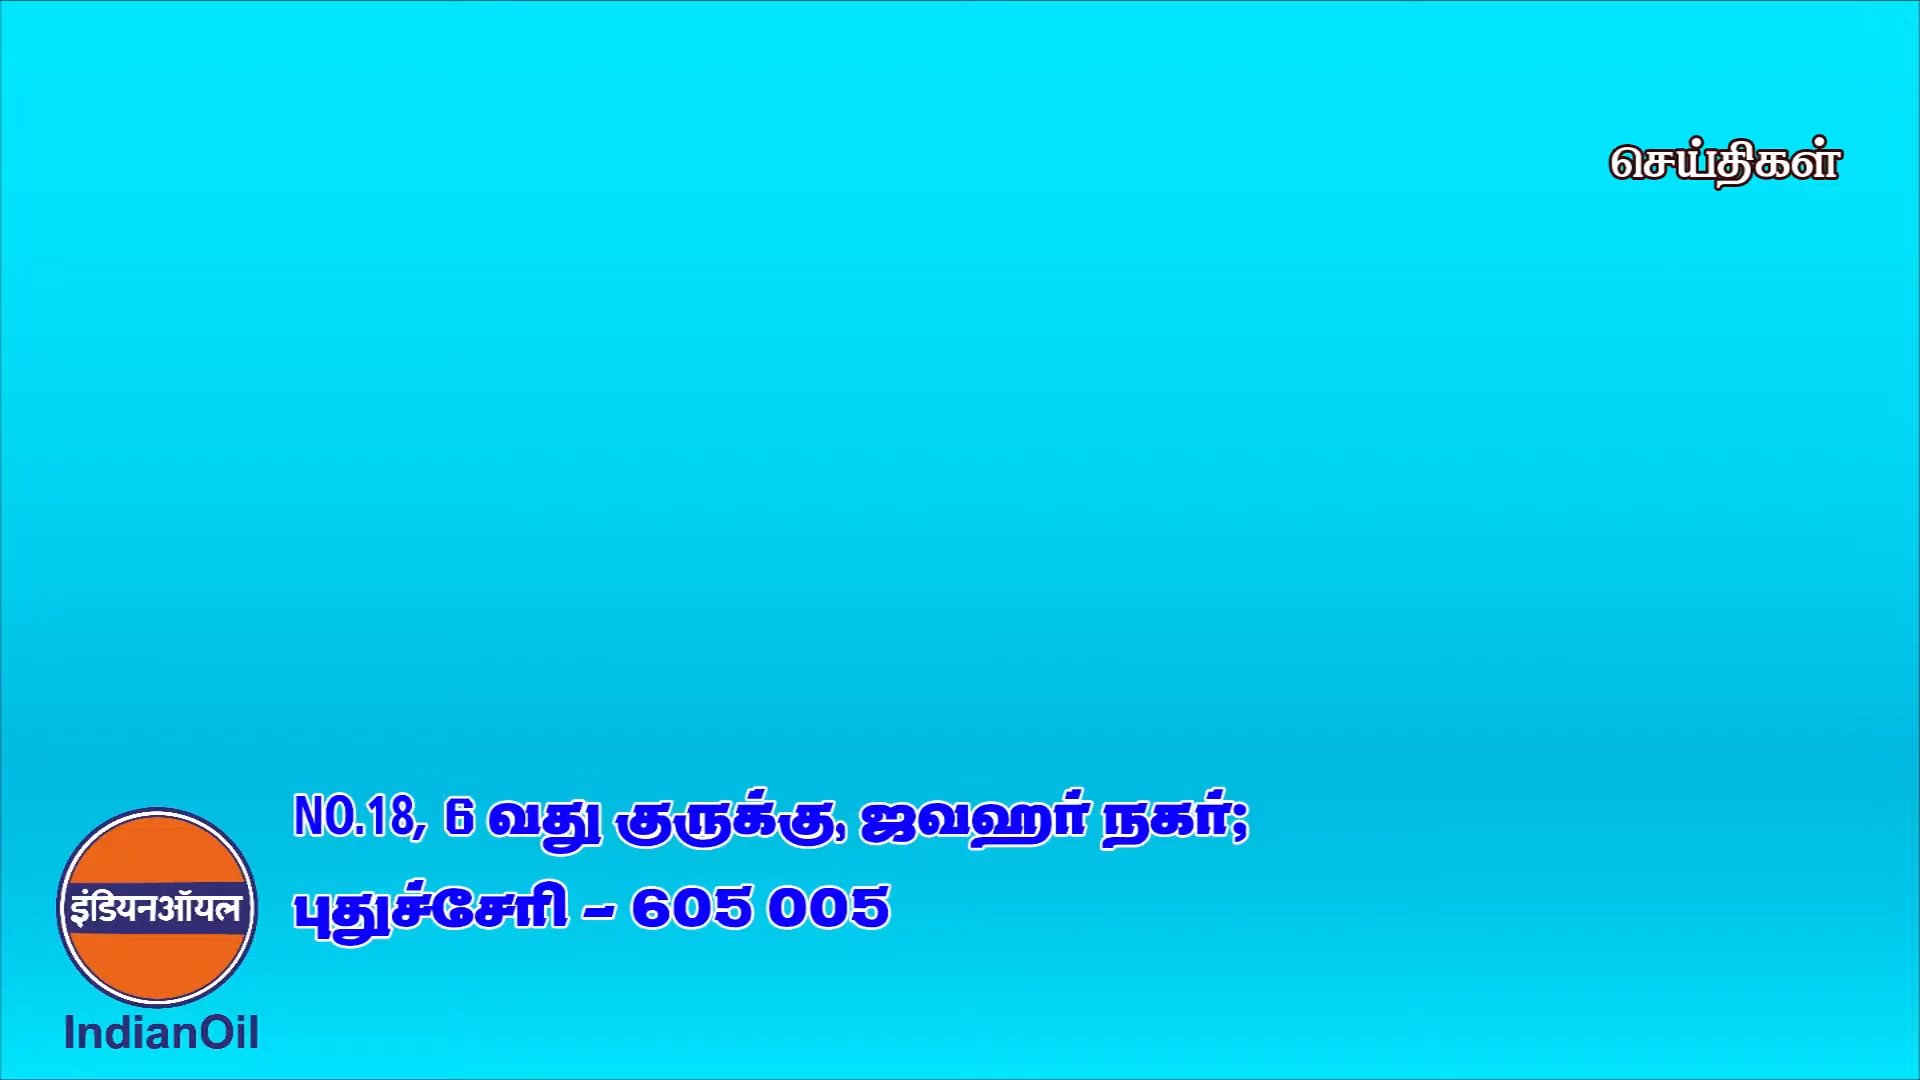 செய்திகள்
NO.18, 6 வது குருக்கு, ஜவஹர் நகர்;
புதுச்சேரி - 605 005
इंडियनऑयल
IndianOil